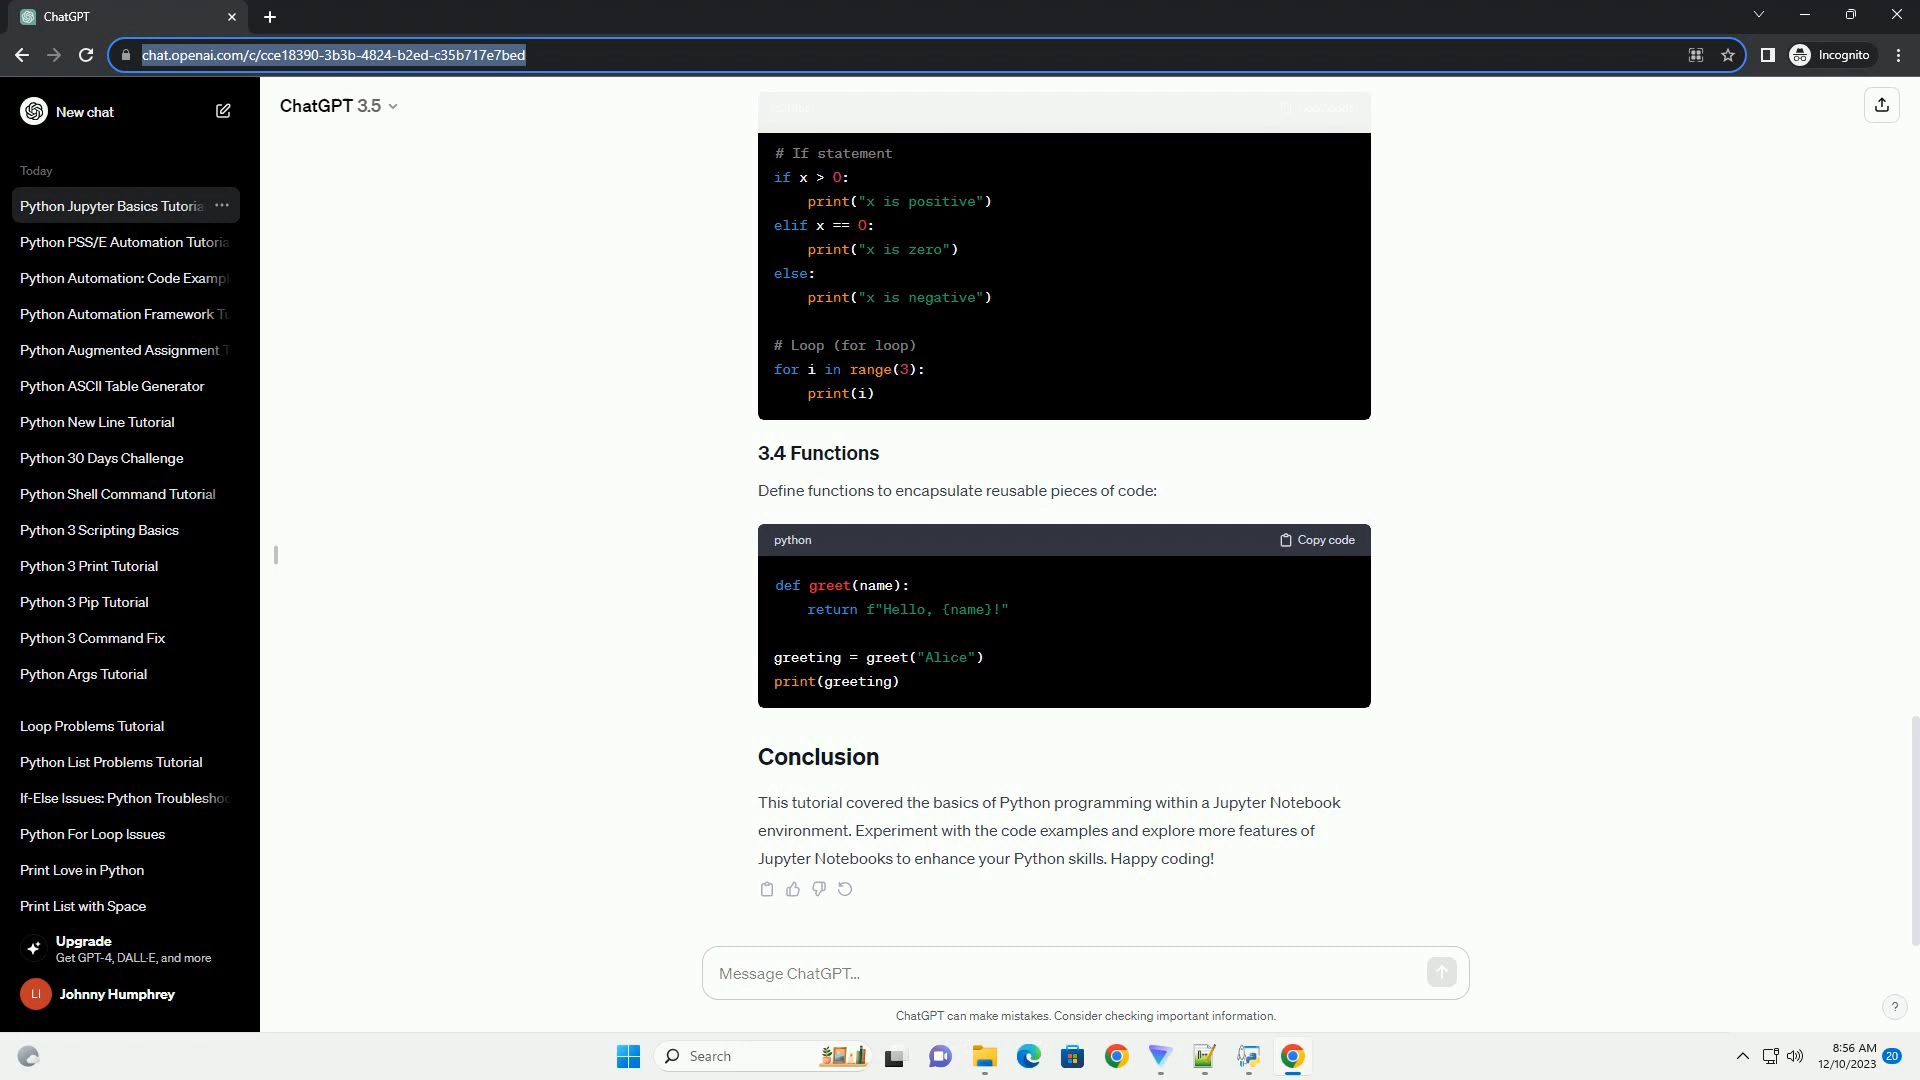 ChatGPT
chat.openai.com/c/cce18390-3b3b-4824-b2ed-c35b717e7bed
Incognito
New chat
ChatGPT 3.5
Today
Python Jupyter Basics Tutoria
Python PSS/E Automation Tutoria
Python Automation: Code Exampl
Python Automation Framework Tu
Python Augmented Assignment T
Python ASCII Table Generator
Python New Line Tutorial
Python 30 Days Challenge
Python Shell Command Tutorial
Python 3 Scripting Basics
Python 3 Print Tutorial
Python 3 Pip Tutorial
Python 3 Command Fix
Python Args Tutorial
Loop Problems Tutorial
Python List Problems Tutorial
If-Else Issues: Python Troubleshoo
Python For Loop Issues
Print Love in Python
Print List with Space
Upgrade
Get GPT-4, DALL·E, and more
LI
Johnny Humphrey
# If statement
if x > 0:
    print("x is positive")
elif x == 0:
    print("x is zero")
else:
    print("x is negative")
# Loop (for loop)
for i in range(3):
    print(i)
3.4 Functions
Define functions to encapsulate reusable pieces of code:
python
Copy code
def greet(name):
    return f"Hello, {name}!"
greeting = greet("Alice")
print(greeting)
Conclusion
This tutorial covered the basics of Python programming within a Jupyter Notebook
environment. Experiment with the code examples and explore more features of
Jupyter Notebooks to enhance your Python skills. Happy coding!
Message ChatGPT...
ChatGPT can make mistakes. Consider checking important information.
?
Search
8:56 AM
12/10/2023
20